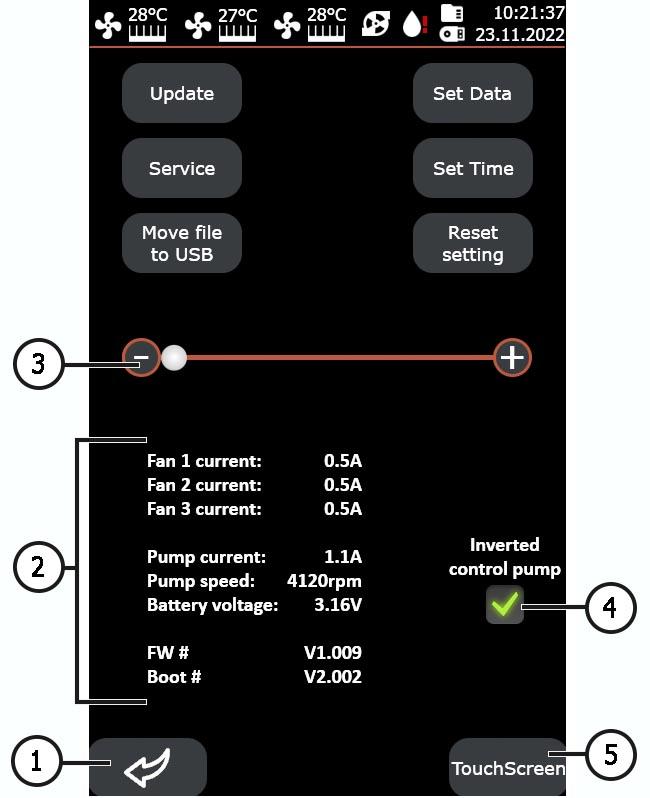 28°C 27°C 28°C ! 10:21:37
23.11.2022
Update Set Data
Service Set Time
Move file
to USB
Reset
setting
3 − +
Fan 1 current: 0.5A
Fan 2 current: 0.5A
Fan 3 current: 0.5A
Pump current: 1.1A
Pump speed: 4120rpm
Battery voltage: 3.16V
FW # V1.009
Boot # V2.002
2
Inverted
control pump
4
1
TouchScreen
5